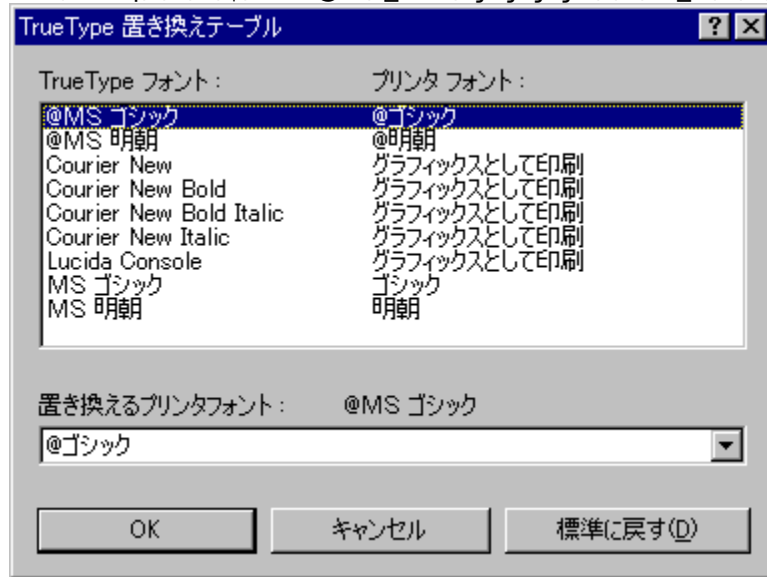 TrueType 置き換えテーブル
TrueType フォント： プリンタ フォント：
@MS ゴシック @ゴシック
@MS 明朝 @明朝
Courier New グラフィックスとして印刷
Courier New Bold グラフィックスとして印刷
Courier New Bold Italic グラフィックスとして印刷
Courier New Italic グラフィックスとして印刷
Lucida Console グラフィックスとして印刷
MS ゴシック ゴシック
MS 明朝 明朝
置き換えるプリンタフォント： @MS ゴシック
@ゴシック
OK キャンセル 標準に戻す(D)